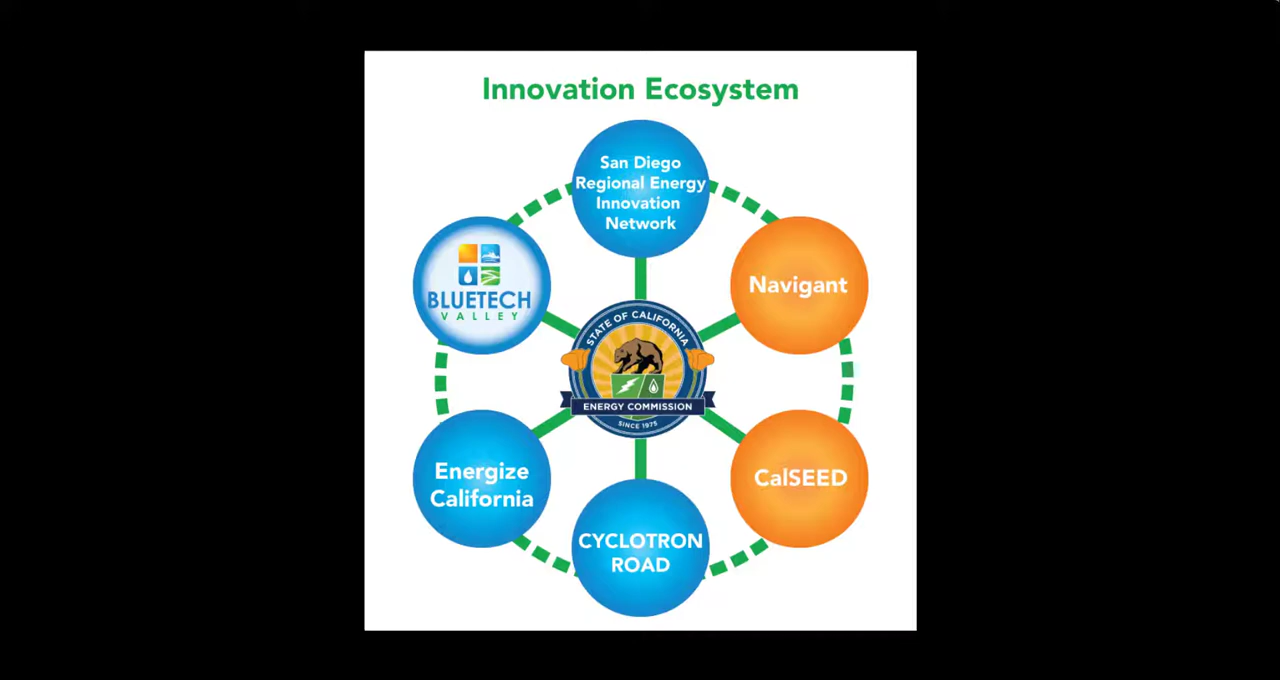 Innovation Ecosystem
San Diego
Regional Energy
Innovation
Network
BLUETECH
VALLEY
Navigant
STATE OF CALIFORNIA
ENERGY COMMISSION
SINCE 1975
Energize
California
CalSEED
CYCLOTRON
ROAD